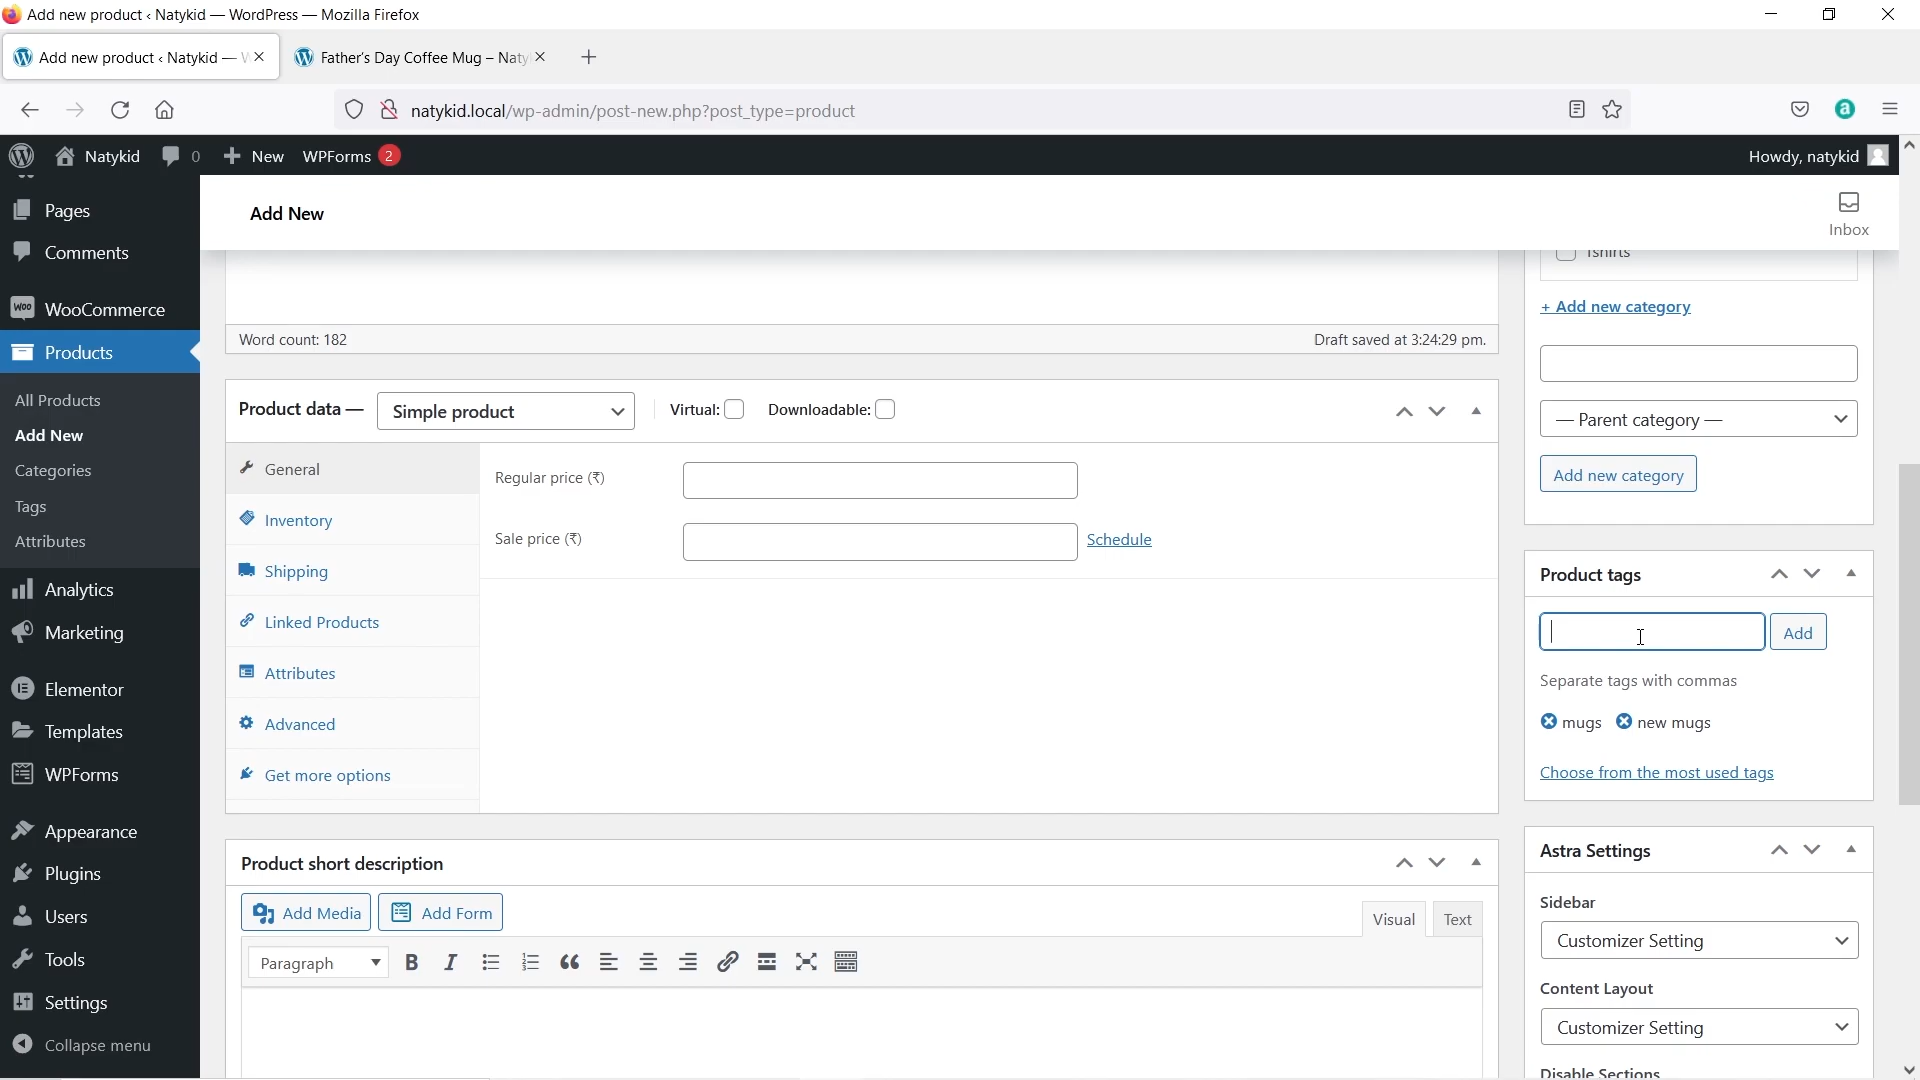 Add new product ‹ Natykid — WordPress — Mozilla Firefox
Add new product ‹ Natykid —
Father's Day Coffee Mug – Naty
natykid.local/wp-admin/post-new.php?post_type=product
Natykid
0
New
WPForms 2
Howdy, natykid
Add New
Inbox
Pages
Comments
WooCommerce
Products
All Products
Add New
Categories
Tags
Attributes
Analytics
Marketing
Elementor
Templates
WPForms
Appearance
Plugins
Users
Tools
Settings
Collapse menu
Word count: 182
Draft saved at 3:24:29 pm.
Product data —
Simple product
Virtual:
Downloadable:
General
Inventory
Shipping
Linked Products
Attributes
Advanced
Get more options
Regular price (₹)
Sale price (₹)
Schedule
Product short description
Add Media
Add Form
Visual
Text
Paragraph
Tshirts
+ Add new category
— Parent category —
Add new category
Product tags
Add
Separate tags with commas
mugs
new mugs
Choose from the most used tags
Astra Settings
Sidebar
Customizer Setting
Content Layout
Customizer Setting
Disable Sections